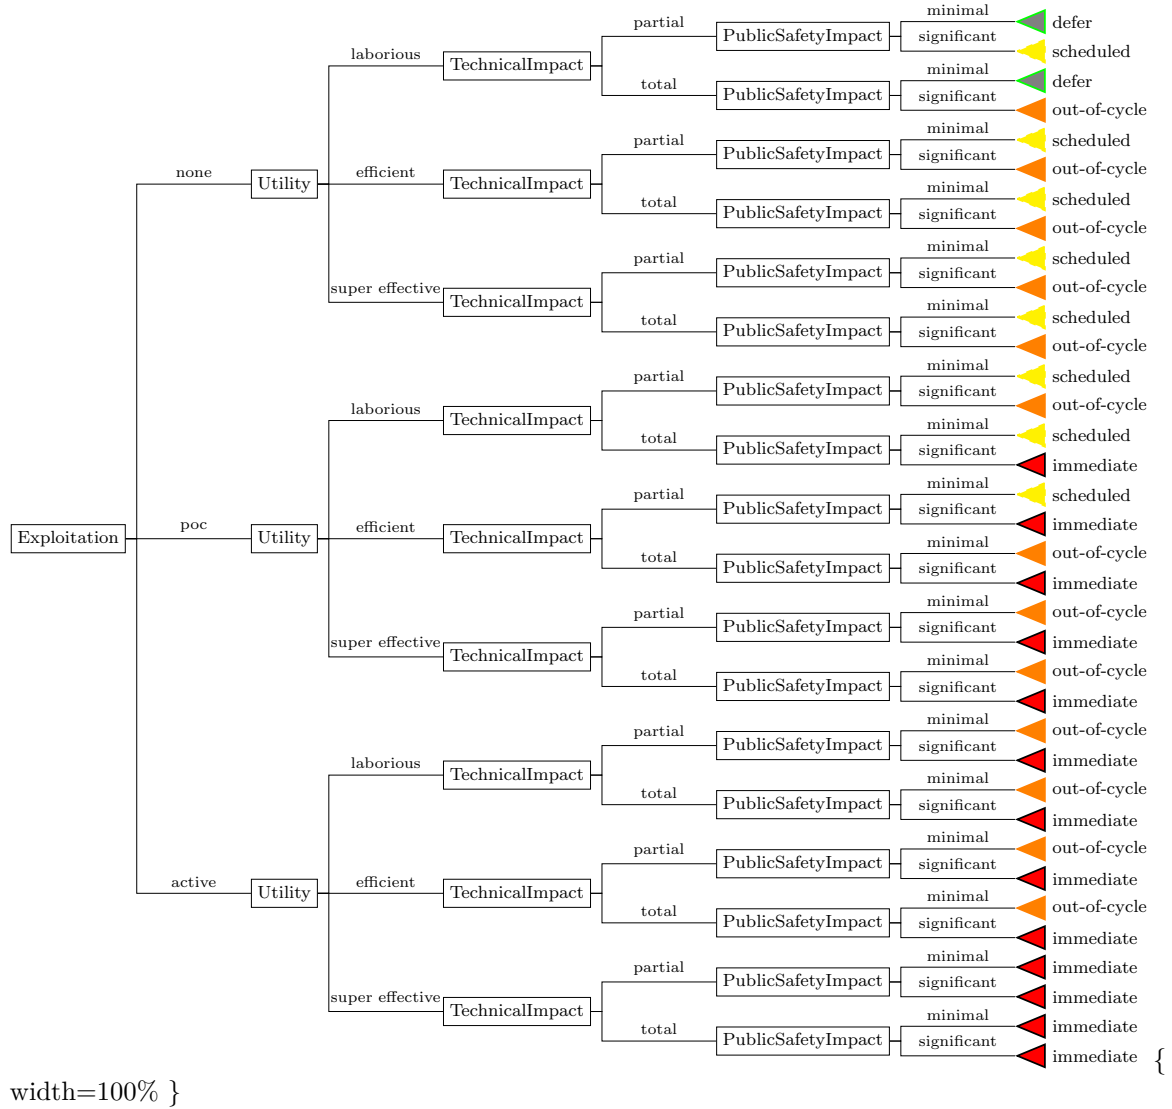 partial
PublicSafetyImpact
minimal
defer
significant
scheduled
laborious
TechnicalImpact
total
PublicSafetyImpact
minimal
defer
significant
out-of-cycle
none
Utility
efficient
TechnicalImpact
partial
PublicSafetyImpact
minimal
scheduled
significant
out-of-cycle
total
PublicSafetyImpact
minimal
scheduled
significant
out-of-cycle
super effective
TechnicalImpact
partial
PublicSafetyImpact
minimal
scheduled
significant
out-of-cycle
total
PublicSafetyImpact
minimal
scheduled
significant
out-of-cycle
Exploitation
poc
Utility
laborious
TechnicalImpact
partial
PublicSafetyImpact
minimal
scheduled
significant
out-of-cycle
total
PublicSafetyImpact
minimal
scheduled
significant
immediate
efficient
TechnicalImpact
partial
PublicSafetyImpact
minimal
scheduled
significant
immediate
total
PublicSafetyImpact
minimal
out-of-cycle
significant
immediate
super effective
TechnicalImpact
partial
PublicSafetyImpact
minimal
out-of-cycle
significant
immediate
total
PublicSafetyImpact
minimal
out-of-cycle
significant
immediate
active
Utility
laborious
TechnicalImpact
partial
PublicSafetyImpact
minimal
out-of-cycle
significant
immediate
total
PublicSafetyImpact
minimal
out-of-cycle
significant
immediate
efficient
TechnicalImpact
partial
PublicSafetyImpact
minimal
out-of-cycle
significant
immediate
total
PublicSafetyImpact
minimal
out-of-cycle
significant
immediate
super effective
TechnicalImpact
partial
PublicSafetyImpact
minimal
immediate
significant
immediate
total
PublicSafetyImpact
minimal
immediate
significant
immediate
{
width=100% }